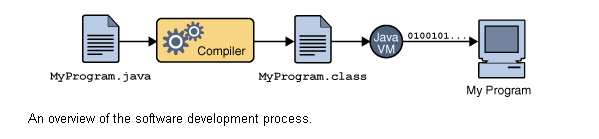 Compiler
Java
VM
0100101...
MyProgram.java
MyProgram.class
My Program
An overview of the software development process.